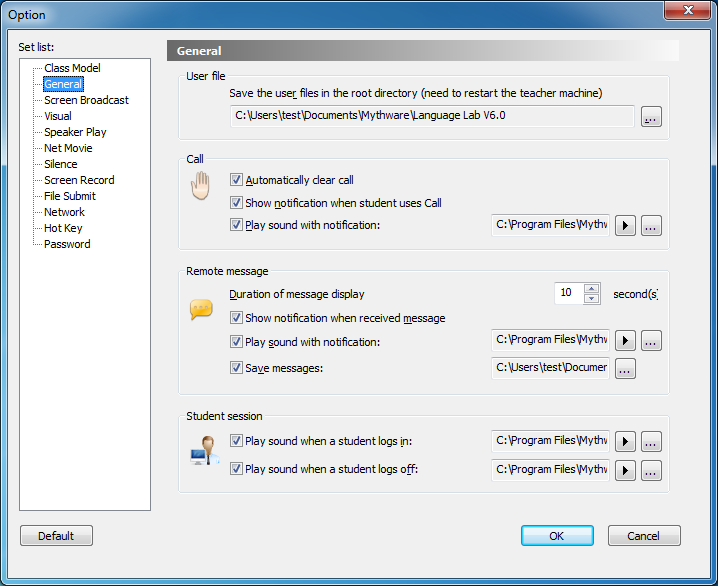 Option
Set list:
Class Model
General
Screen Broadcast
Visual
Speaker Play
Net Movie
Silence
Screen Record
File Submit
Network
Hot Key
Password
General
User file
Save the user files in the root directory (need to restart the teacher machine)
C:\Users\test\Documents\Mythware\Language Lab V6.0
...
Call
Automatically clear call
Show notification when student uses Call
Play sound with notification:
C:\Program Files\Mythw
...
Remote message
Duration of message display
10
second(s)
Show notification when received message
Play sound with notification:
C:\Program Files\Mythw
...
Save messages:
C:\Users\test\Documen
...
Student session
Play sound when a student logs in:
C:\Program Files\Mythw
...
Play sound when a student logs off:
C:\Program Files\Mythw
...
Default
OK
Cancel